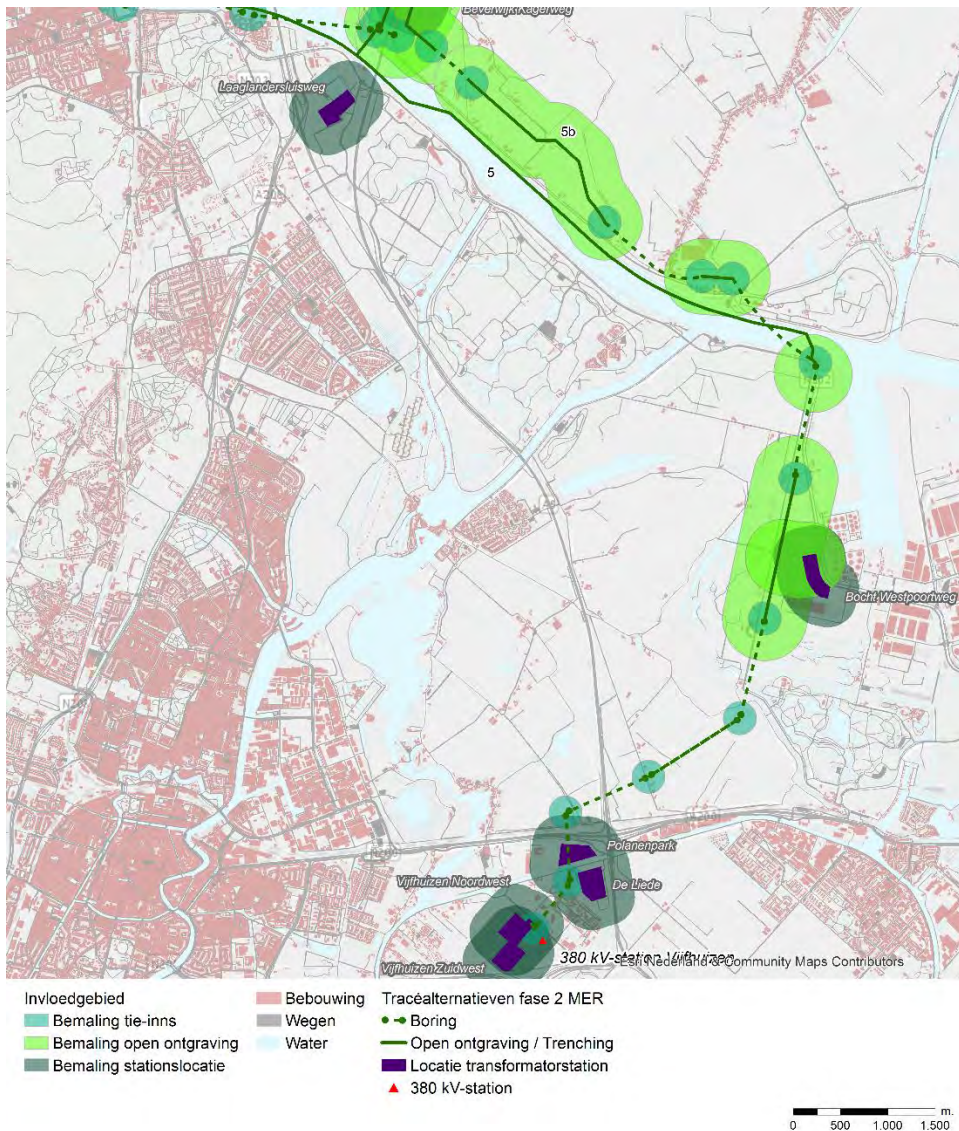 Beverwijk Kagerweg
N202
Laaglandersluisweg
5b
5
Bocht Westpoortweg
Polanenpark
Vijfhuizen Noordwest
De Liede
Vijfhuizen Zuidwest
380 kV-station Vijfhuizen
Esri Nederland & Community Maps Contributors
Invloedgebied
Bemaling tie-inns
Bemaling open ontgraving
Bemaling stationslocatie
Bebouwing
Wegen
Water
Tracéalternatieven fase 2 MER
Boring
Open ontgraving / Trenching
Locatie transformatorstation
380 kV-station
m.
0 500 1.000 1.500